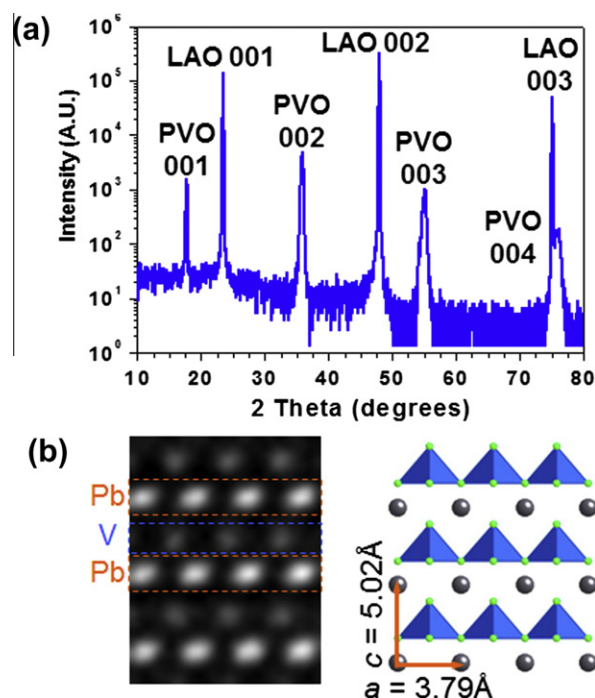 (a)
Intensity (A.U.)
10⁶
10⁵
10⁴
10³
10²
10¹
10⁰
PVO
001
LAO 001
PVO
002
LAO 002
PVO
003
PVO
004
LAO
003
10 20 30 40 50 60 70 80
2 Theta (degrees)
(b)
Pb
V
Pb
c = 5.02Å
a = 3.79Å